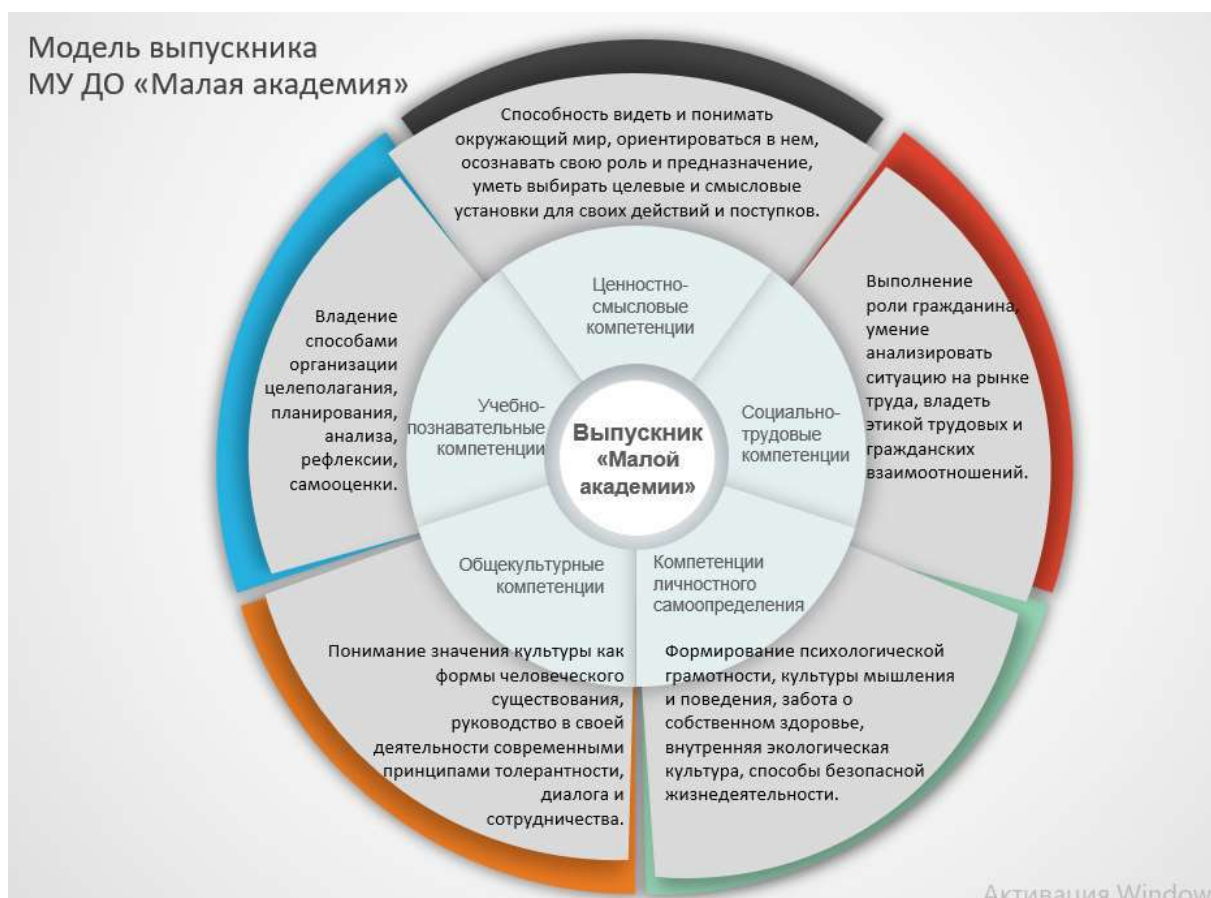 Модель выпускника
МУ ДО «Малая академия»
Способность видеть и понимать
окружающий мир, ориентироваться в нем,
осознавать свою роль и предназначение,
уметь выбирать целевые и смысловые
установки для своих действий и поступков.
Ценностно-
смысловые
компетенции
Выполнение
роли гражданина,
умение
анализировать
ситуацию на рынке
труда, владеть
этикой трудовых и
гражданских
взаимоотношений.
Социально-
трудовые
компетенции
Владение
способами
организации
целеполагания,
планирования,
анализа,
рефлексии,
самооценки.
Учебно-
познавательные
компетенции
Выпускник
«Малой
академии»
Общекультурные
компетенции
Компетенции
личностного
самоопределения
Понимание значения культуры как
формы человеческого
существования,
руководство в своей
деятельности современными
принципами толерантности,
диалога и
сотрудничества.
Формирование психологической
грамотности, культуры мышления
и поведения, забота о
собственном здоровье,
внутренняя экологическая
культура, способы безопасной
жизнедеятельности.
Активация Window